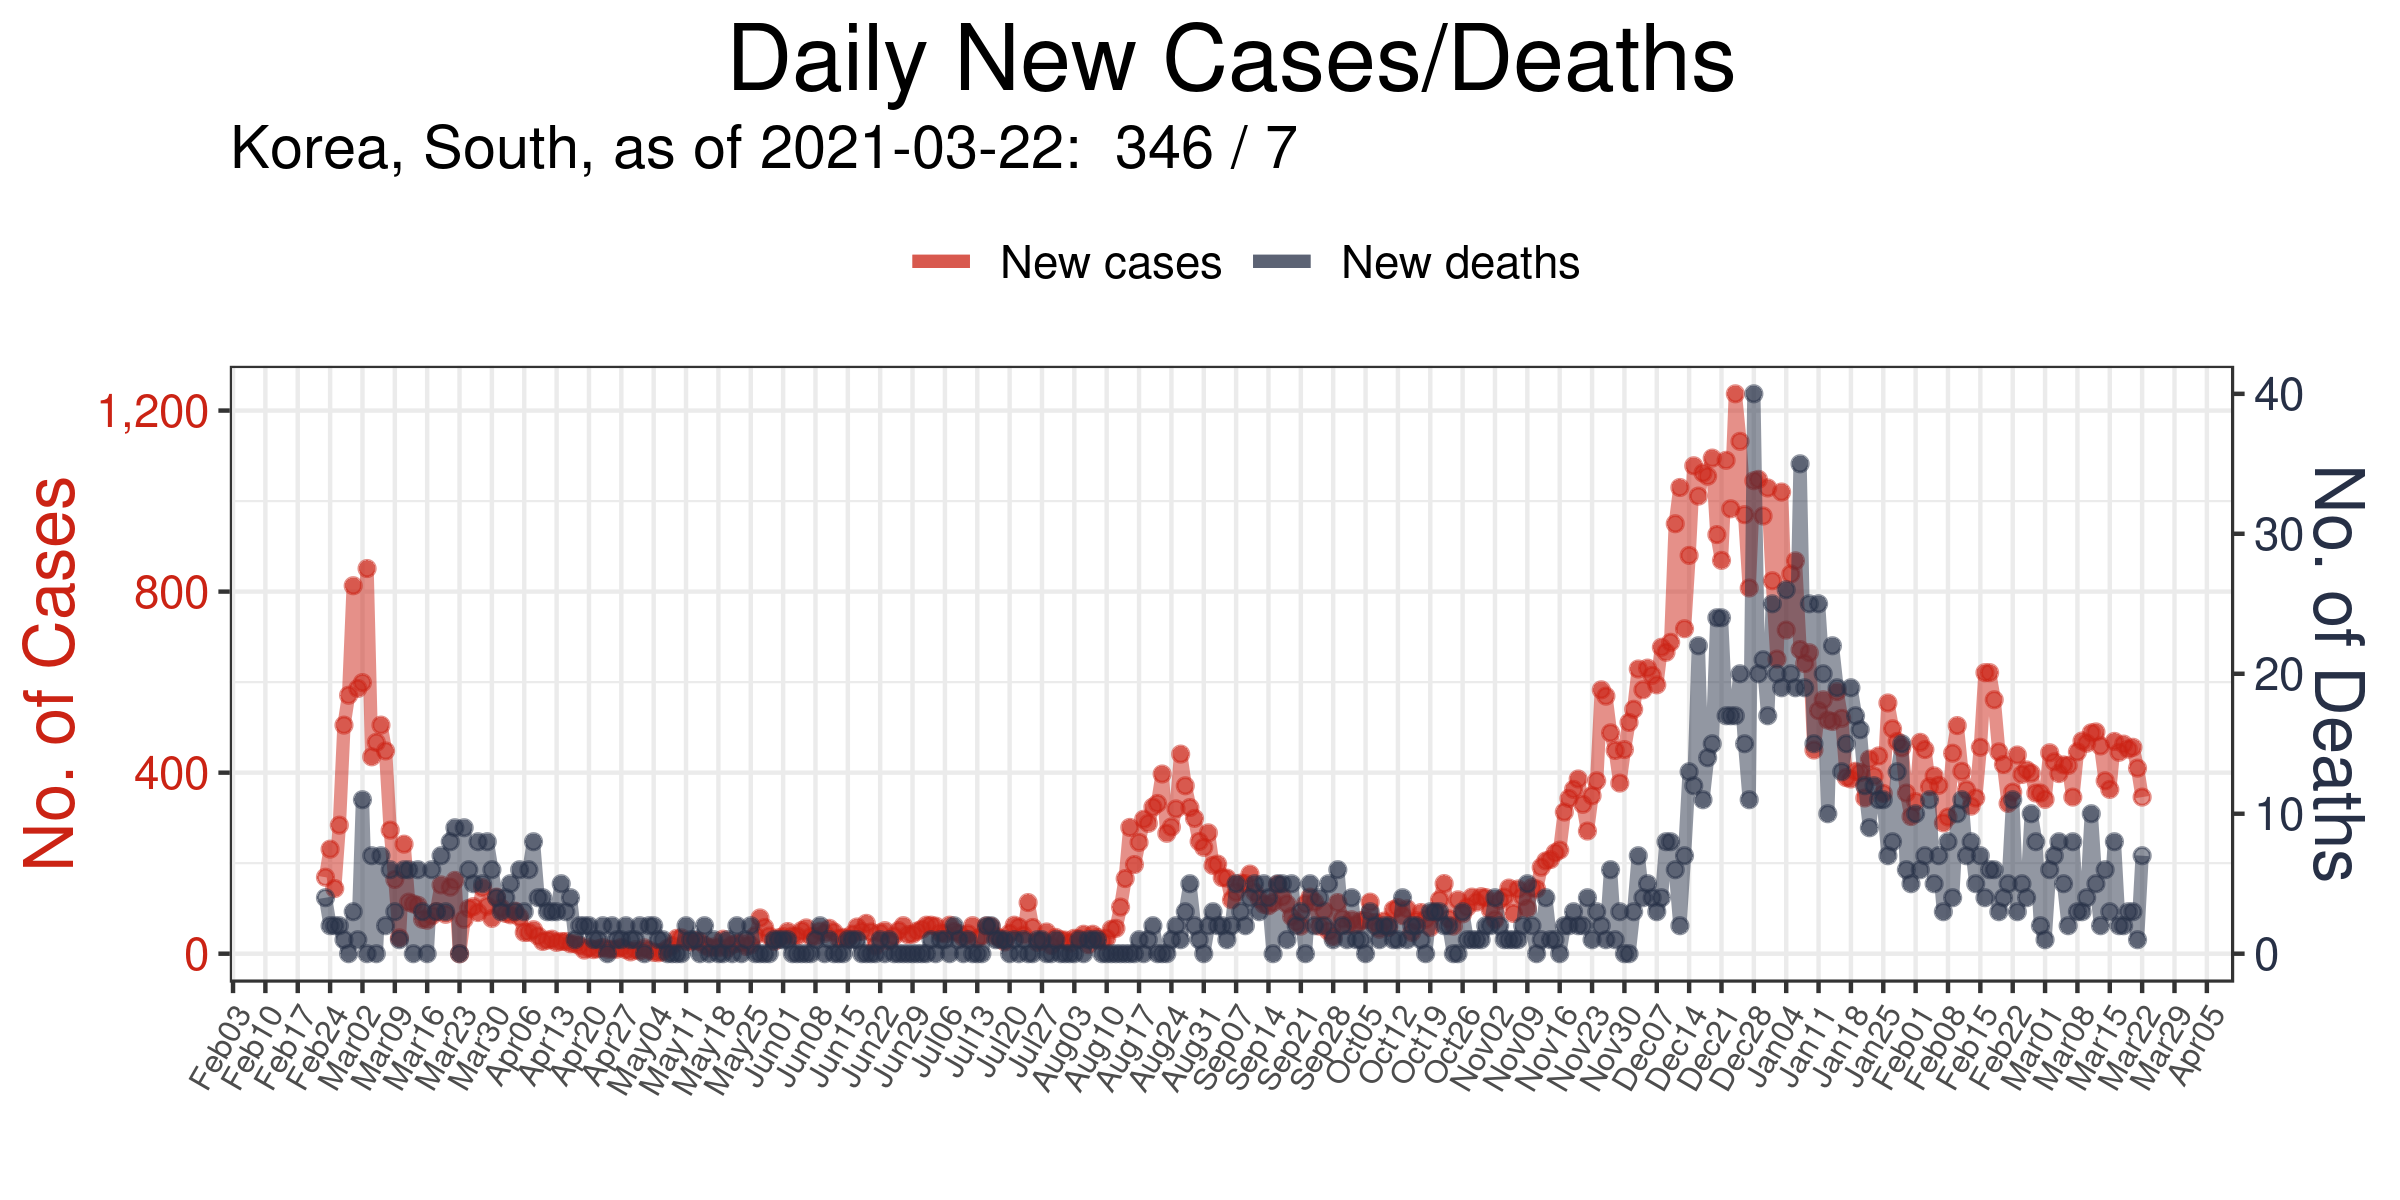 Daily New Cases/Deaths
Korea, South, as of 2021-03-22:  346 / 7
New cases
New deaths
No. of Cases
1,200
800
400
0
40
30
20
10
0
No. of Deaths
Feb03
Feb10
Feb17
Feb24
Mar02
Mar09
Mar16
Mar23
Mar30
Apr06
Apr13
Apr20
Apr27
May04
May11
May18
May25
Jun01
Jun08
Jun15
Jun22
Jun29
Jul06
Jul13
Jul20
Jul27
Aug03
Aug10
Aug17
Aug24
Aug31
Sep07
Sep14
Sep21
Sep28
Oct05
Oct12
Oct19
Oct26
Nov02
Nov09
Nov16
Nov23
Nov30
Dec07
Dec14
Dec21
Dec28
Jan04
Jan11
Jan18
Jan25
Feb01
Feb08
Feb15
Feb22
Mar01
Mar08
Mar15
Mar22
Mar29
Apr05